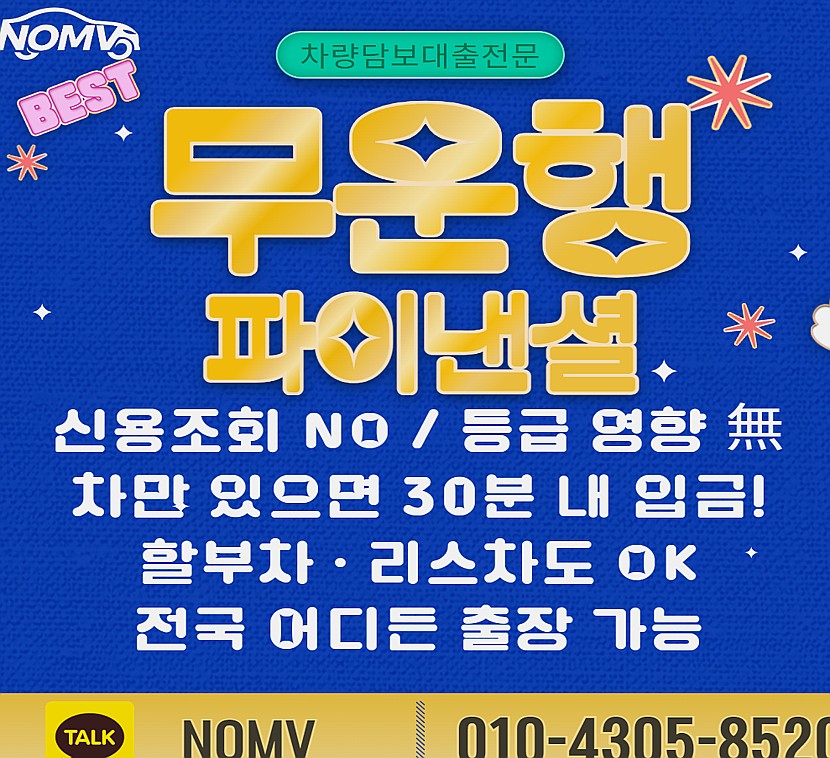 NOMV
BEST
차량담보대출전문
무운행
파이낸셜
신용조회 NO / 등급 영향 無
차만 있으면 30분 내 입금!
할부차 · 리스차도 OK
전국 어디든 출장 가능
TALK NOMV 010-4305-8520